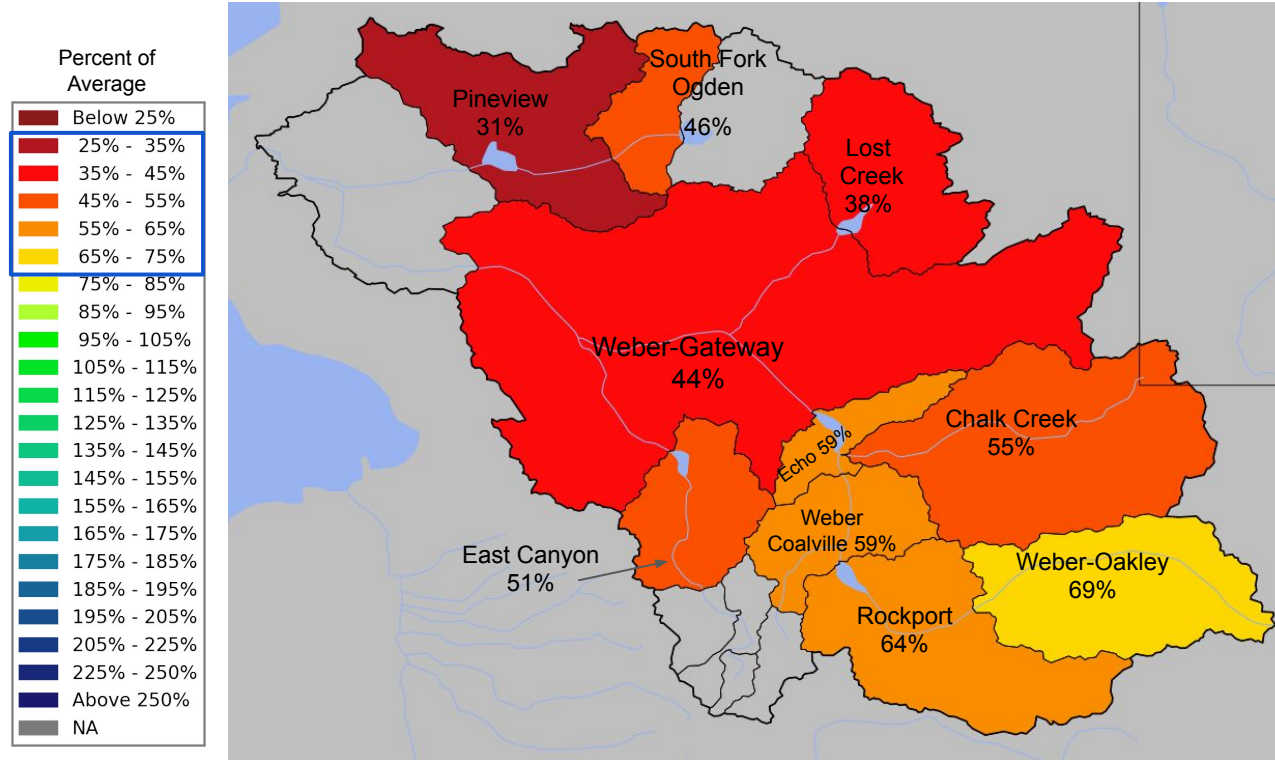 Percent of
Average
Below 25%
25% - 35%
35% - 45%
45% - 55%
55% - 65%
65% - 75%
75% - 85%
85% - 95%
95% - 105%
105% - 115%
115% - 125%
125% - 135%
135% - 145%
145% - 155%
155% - 165%
165% - 175%
175% - 185%
185% - 195%
195% - 205%
205% - 225%
225% - 250%
Above 250%
NA
Pineview
31%
South Fork
Ogden
46%
Lost
Creek
38%
Weber-Gateway
44%
Echo 59%
Chalk Creek
55%
Weber
Coalville 59%
East Canyon
51%
Weber-Oakley
69%
Rockport
64%